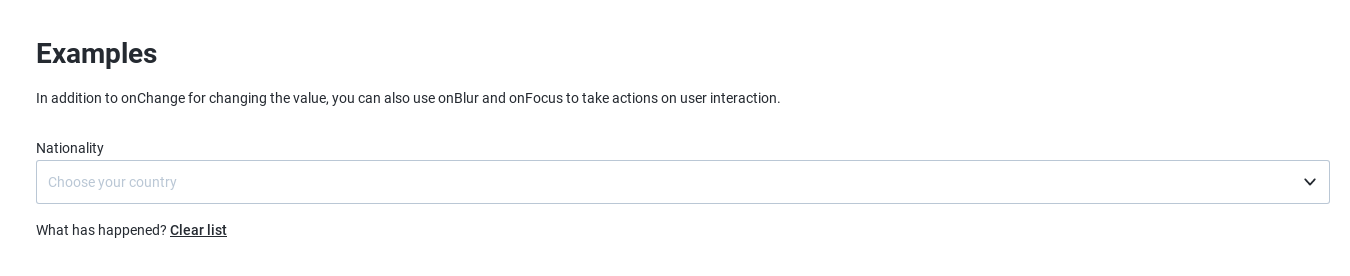 Examples
In addition to onChange for changing the value, you can also use onBlur and onFocus to take actions on user interaction.
Nationality
Choose your country
What has happened? Clear list